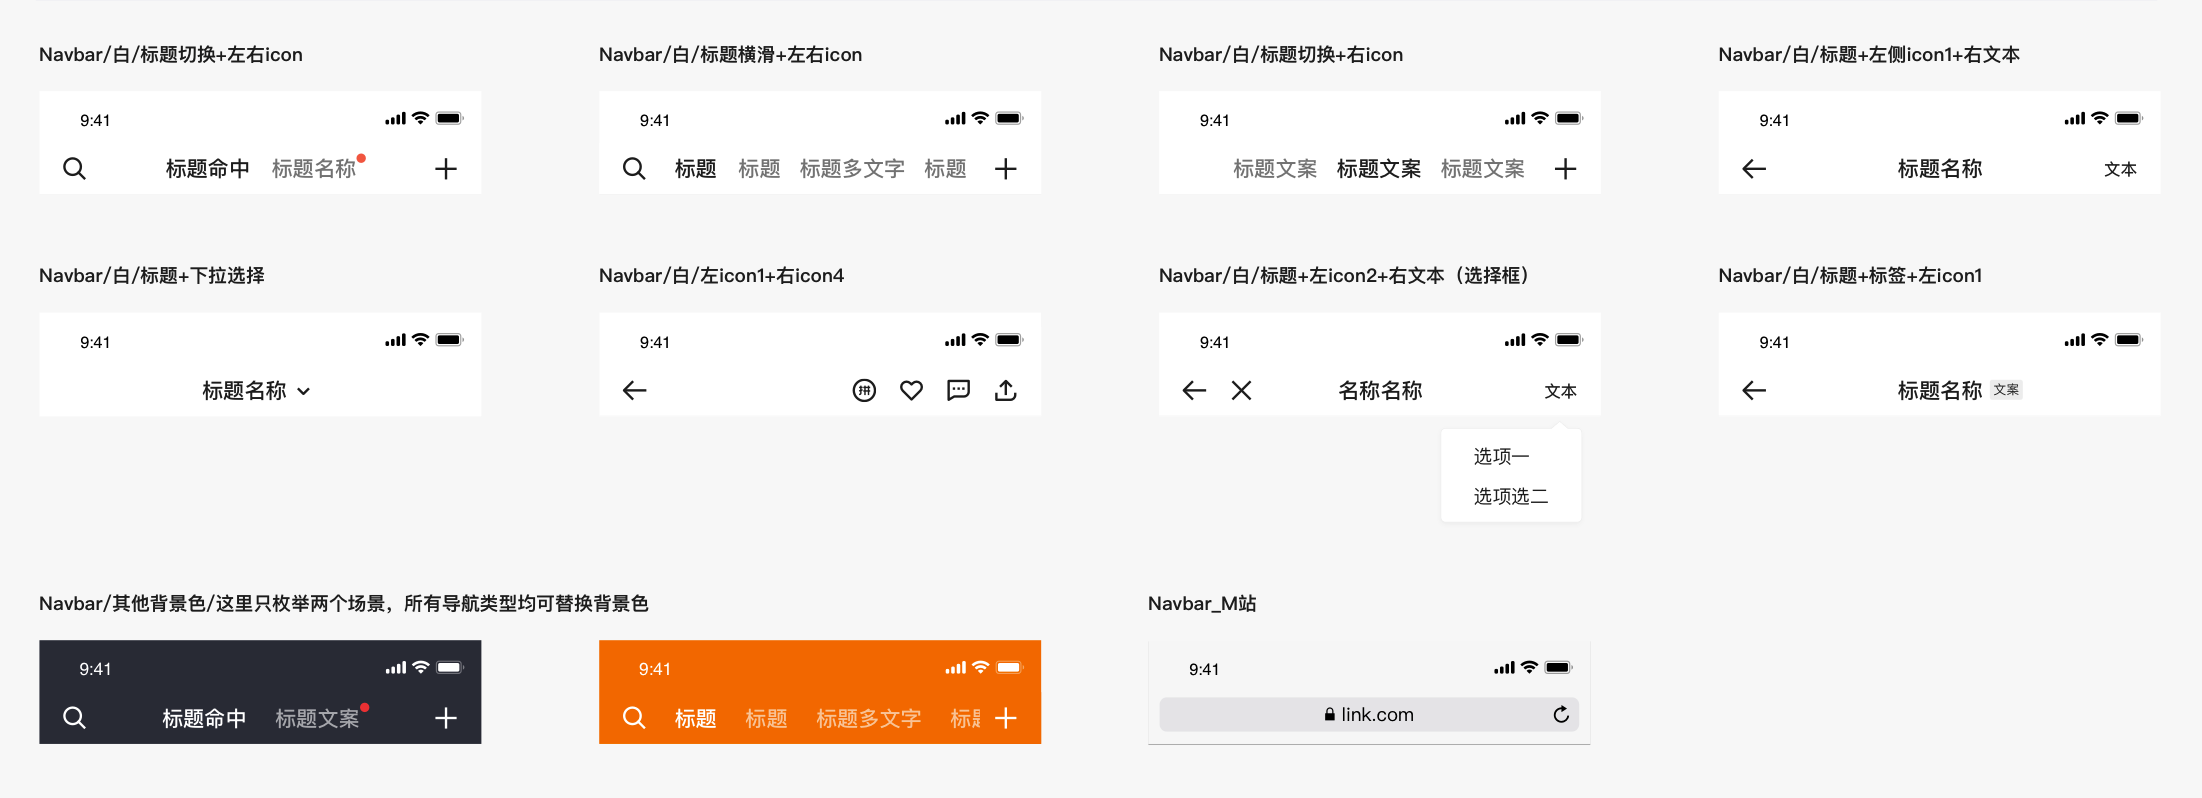 Navbar/白/标题切换+左右icon
9:41
标题命中 标题名称
Navbar/白/标题横滑+左右icon
9:41
标题 标题 标题多文字 标题
Navbar/白/标题切换+右icon
9:41
标题文案 标题文案 标题文案
Navbar/白/标题+左侧icon1+右文本
9:41
标题名称 文本
Navbar/白/标题+下拉选择
9:41
标题名称
Navbar/白/左icon1+右icon4
9:41
拼
Navbar/白/标题+左icon2+右文本（选择框）
9:41
名称名称 文本
选项一
选项选二
Navbar/白/标题+标签+左icon1
9:41
标题名称 文案
Navbar/其他背景色/这里只枚举两个场景，所有导航类型均可替换背景色
9:41
标题命中 标题文案
9:41
标题 标题 标题多文字 标题
Navbar_M站
9:41
link.com